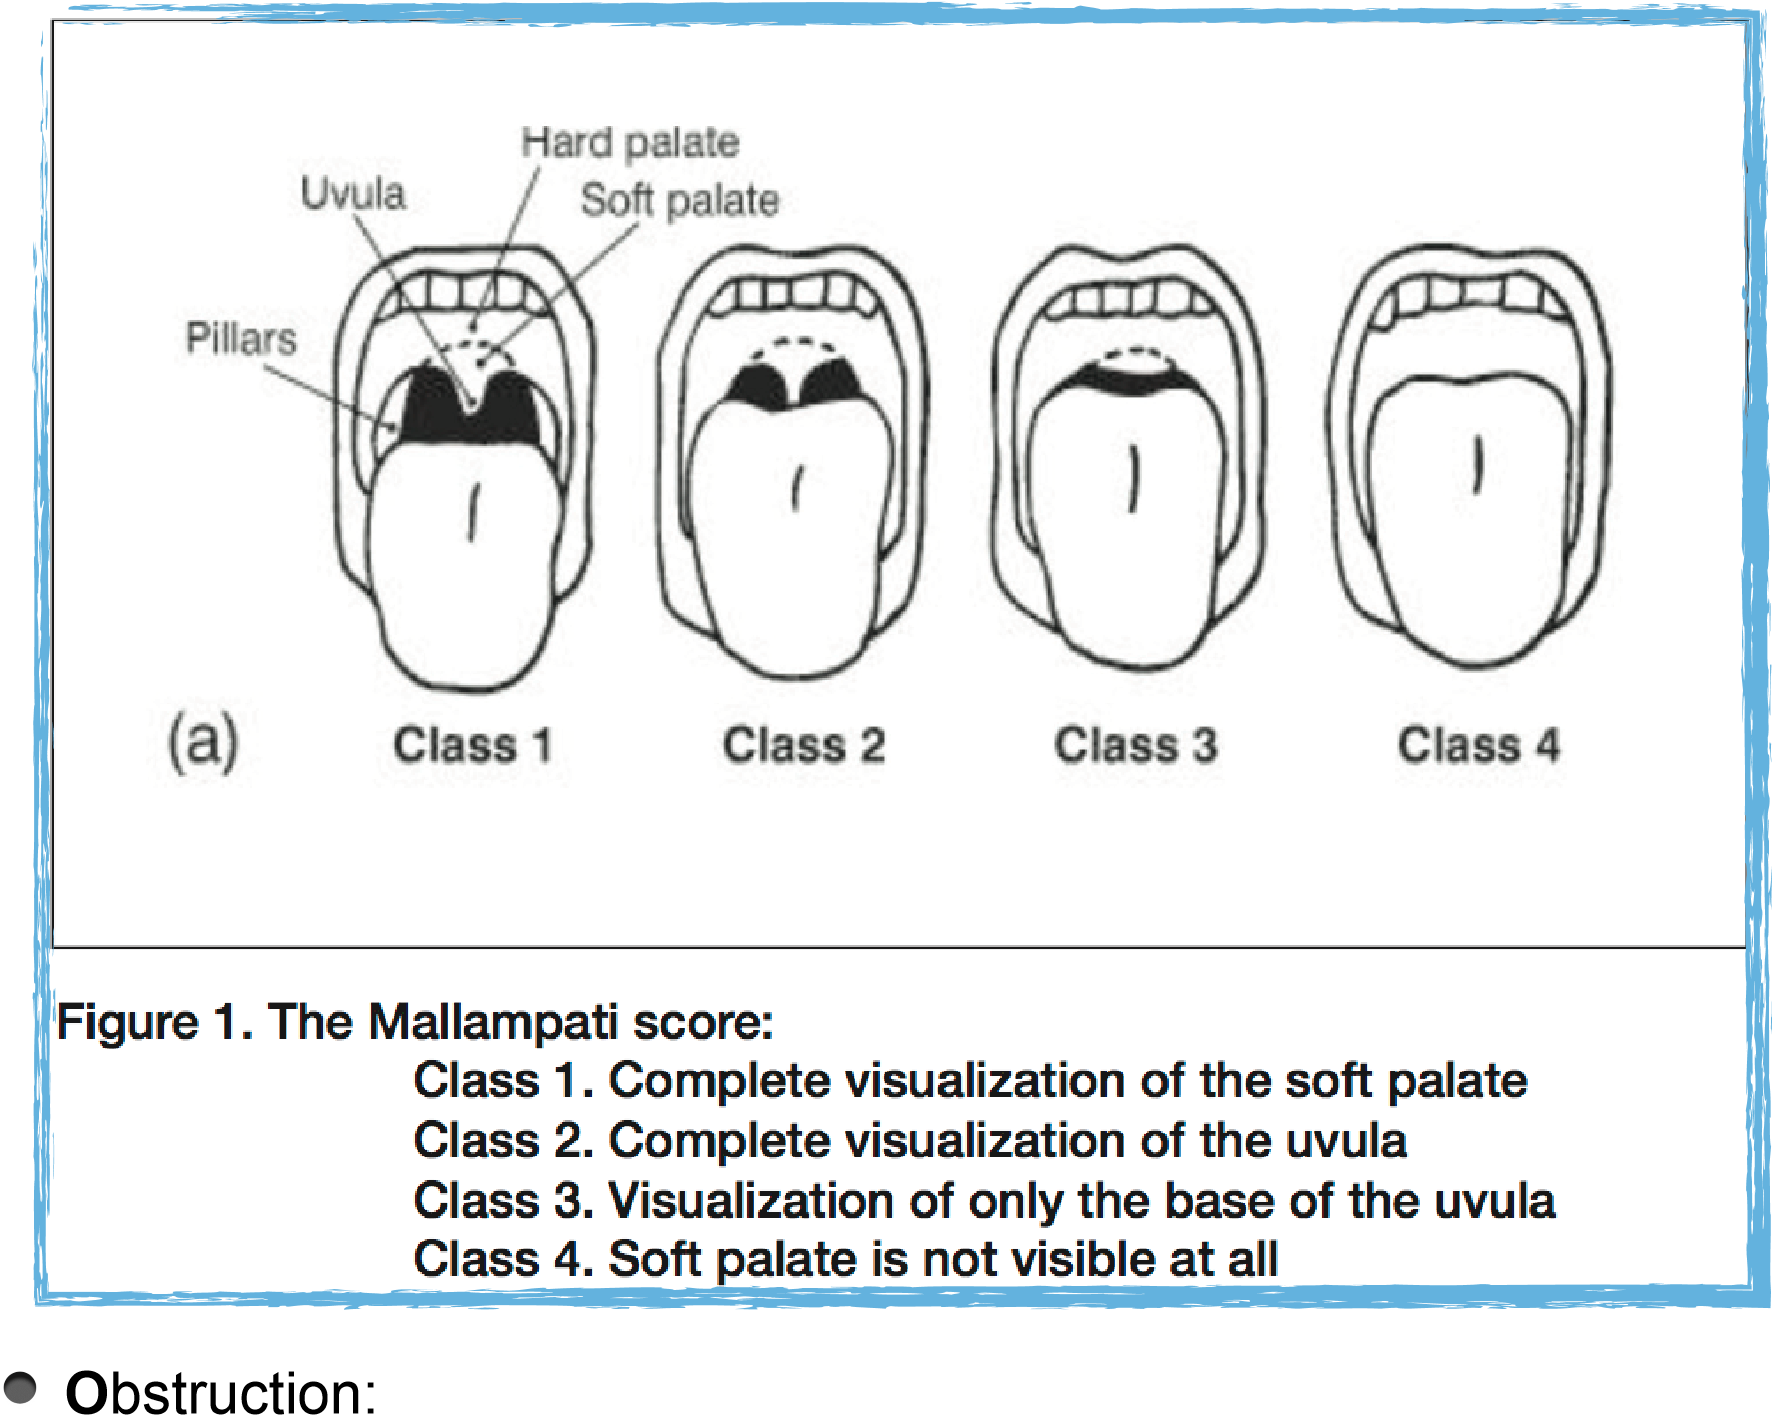 Hard palate
Uvula
Soft palate
Pillars
(a)
Class 1
Class 2
Class 3
Class 4
Figure 1. The Mallampati score:
Class 1. Complete visualization of the soft palate
Class 2. Complete visualization of the uvula
Class 3. Visualization of only the base of the uvula
Class 4. Soft palate is not visible at all
• Obstruction: